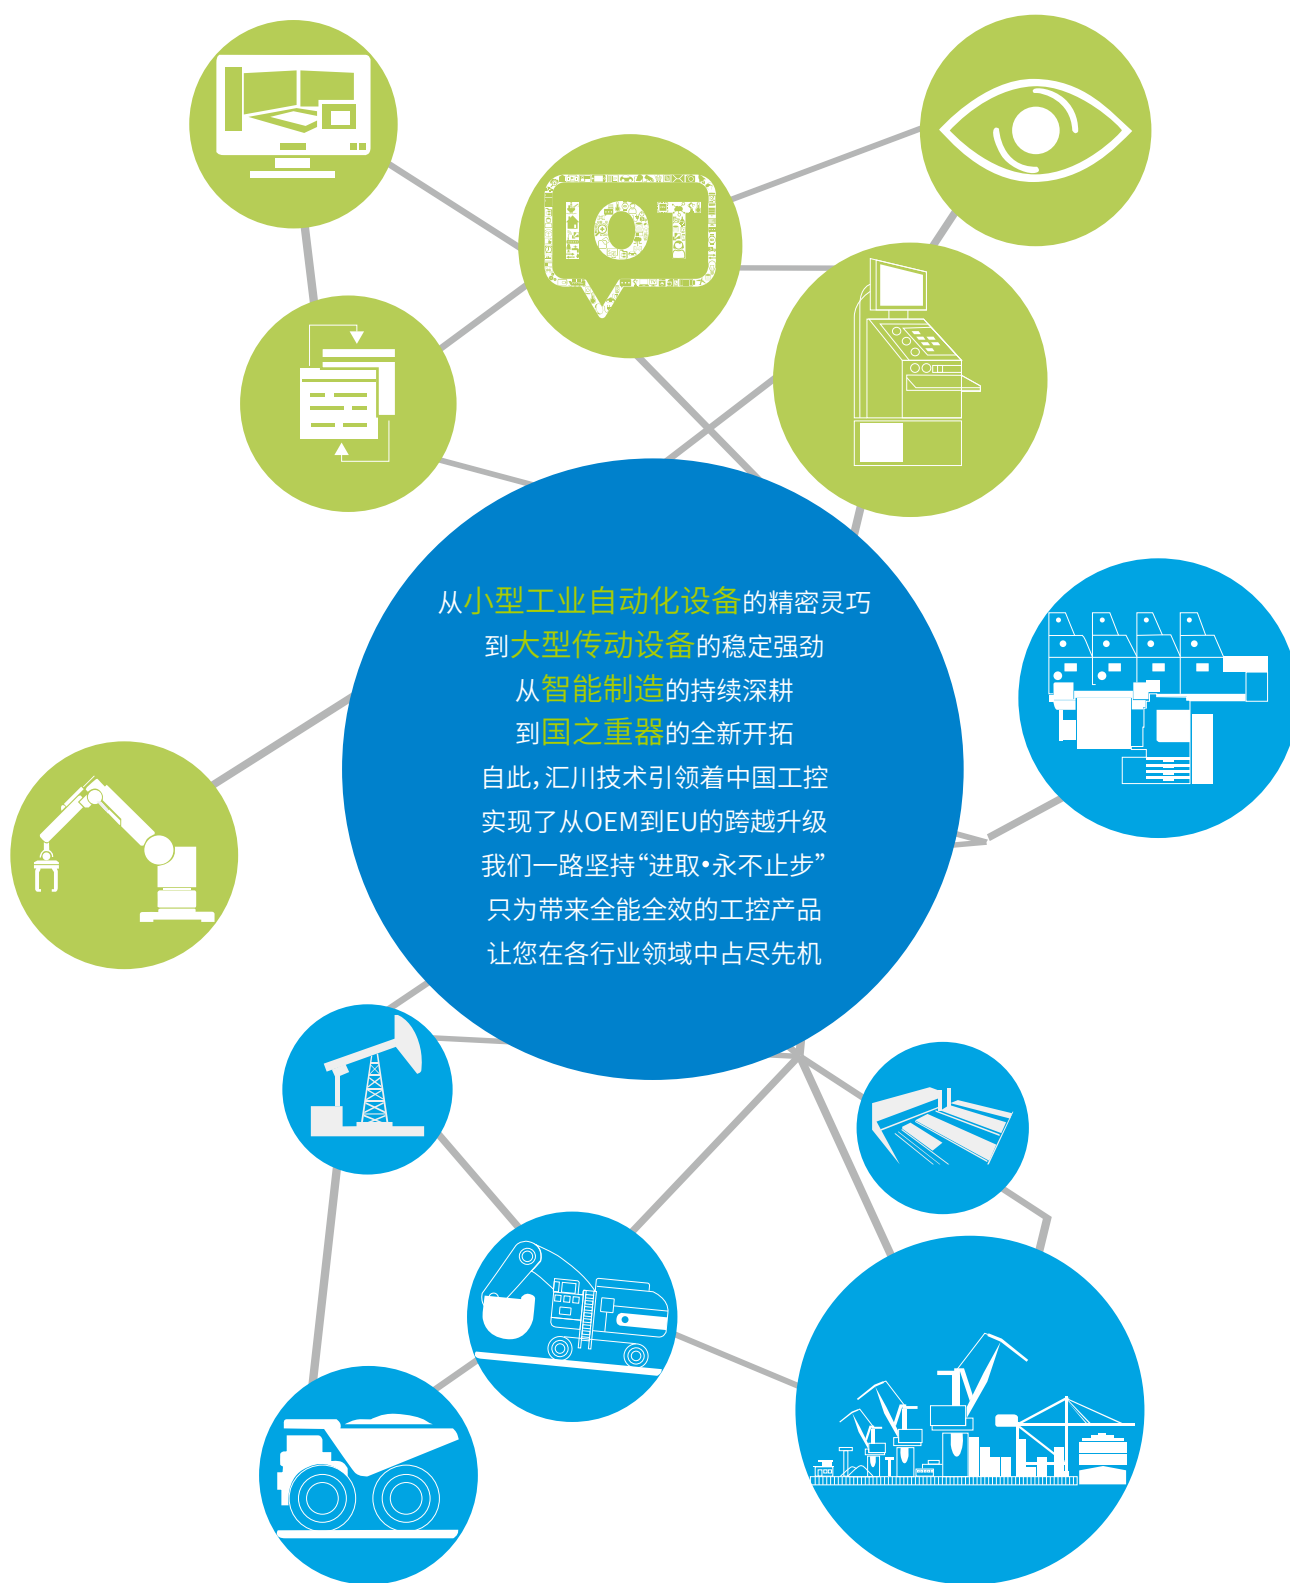 IOT
从小型工业自动化设备的精密灵巧
到大型传动设备的稳定强劲
从智能制造的持续深耕
到国之重器的全新开拓
自此,汇川技术引领着中国工控
实现了从OEM到EU的跨越升级
我们一路坚持“进取•永不止步”
只为带来全能全效的工控产品
让您在各行业领域中占尽先机